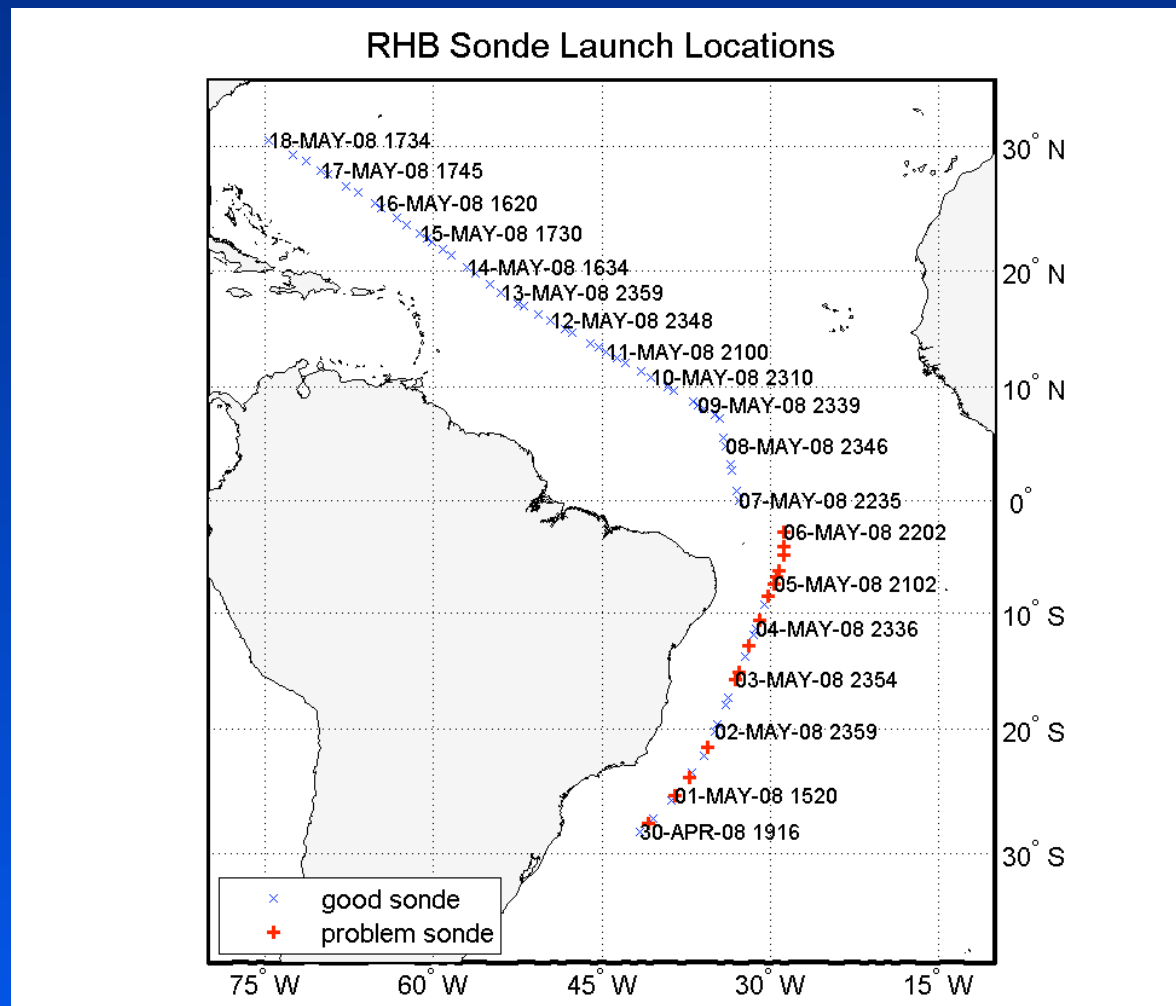 RHB Sonde Launch Locations
18-MAY-08 1734
30° N
17-MAY-08 1745
16-MAY-08 1620
15-MAY-08 1730
14-MAY-08 1634
20° N
13-MAY-08 2359
12-MAY-08 2348
11-MAY-08 2100
10-MAY-08 2310
10° N
09-MAY-08 2339
08-MAY-08 2346
07-MAY-08 2235
0°
06-MAY-08 2202
05-MAY-08 2102
10° S
04-MAY-08 2336
03-MAY-08 2354
02-MAY-08 2359
20° S
01-MAY-08 1520
30-APR-08 1916
30° S
good sonde
problem sonde
75° W 60° W 45° W 30° W 15° W